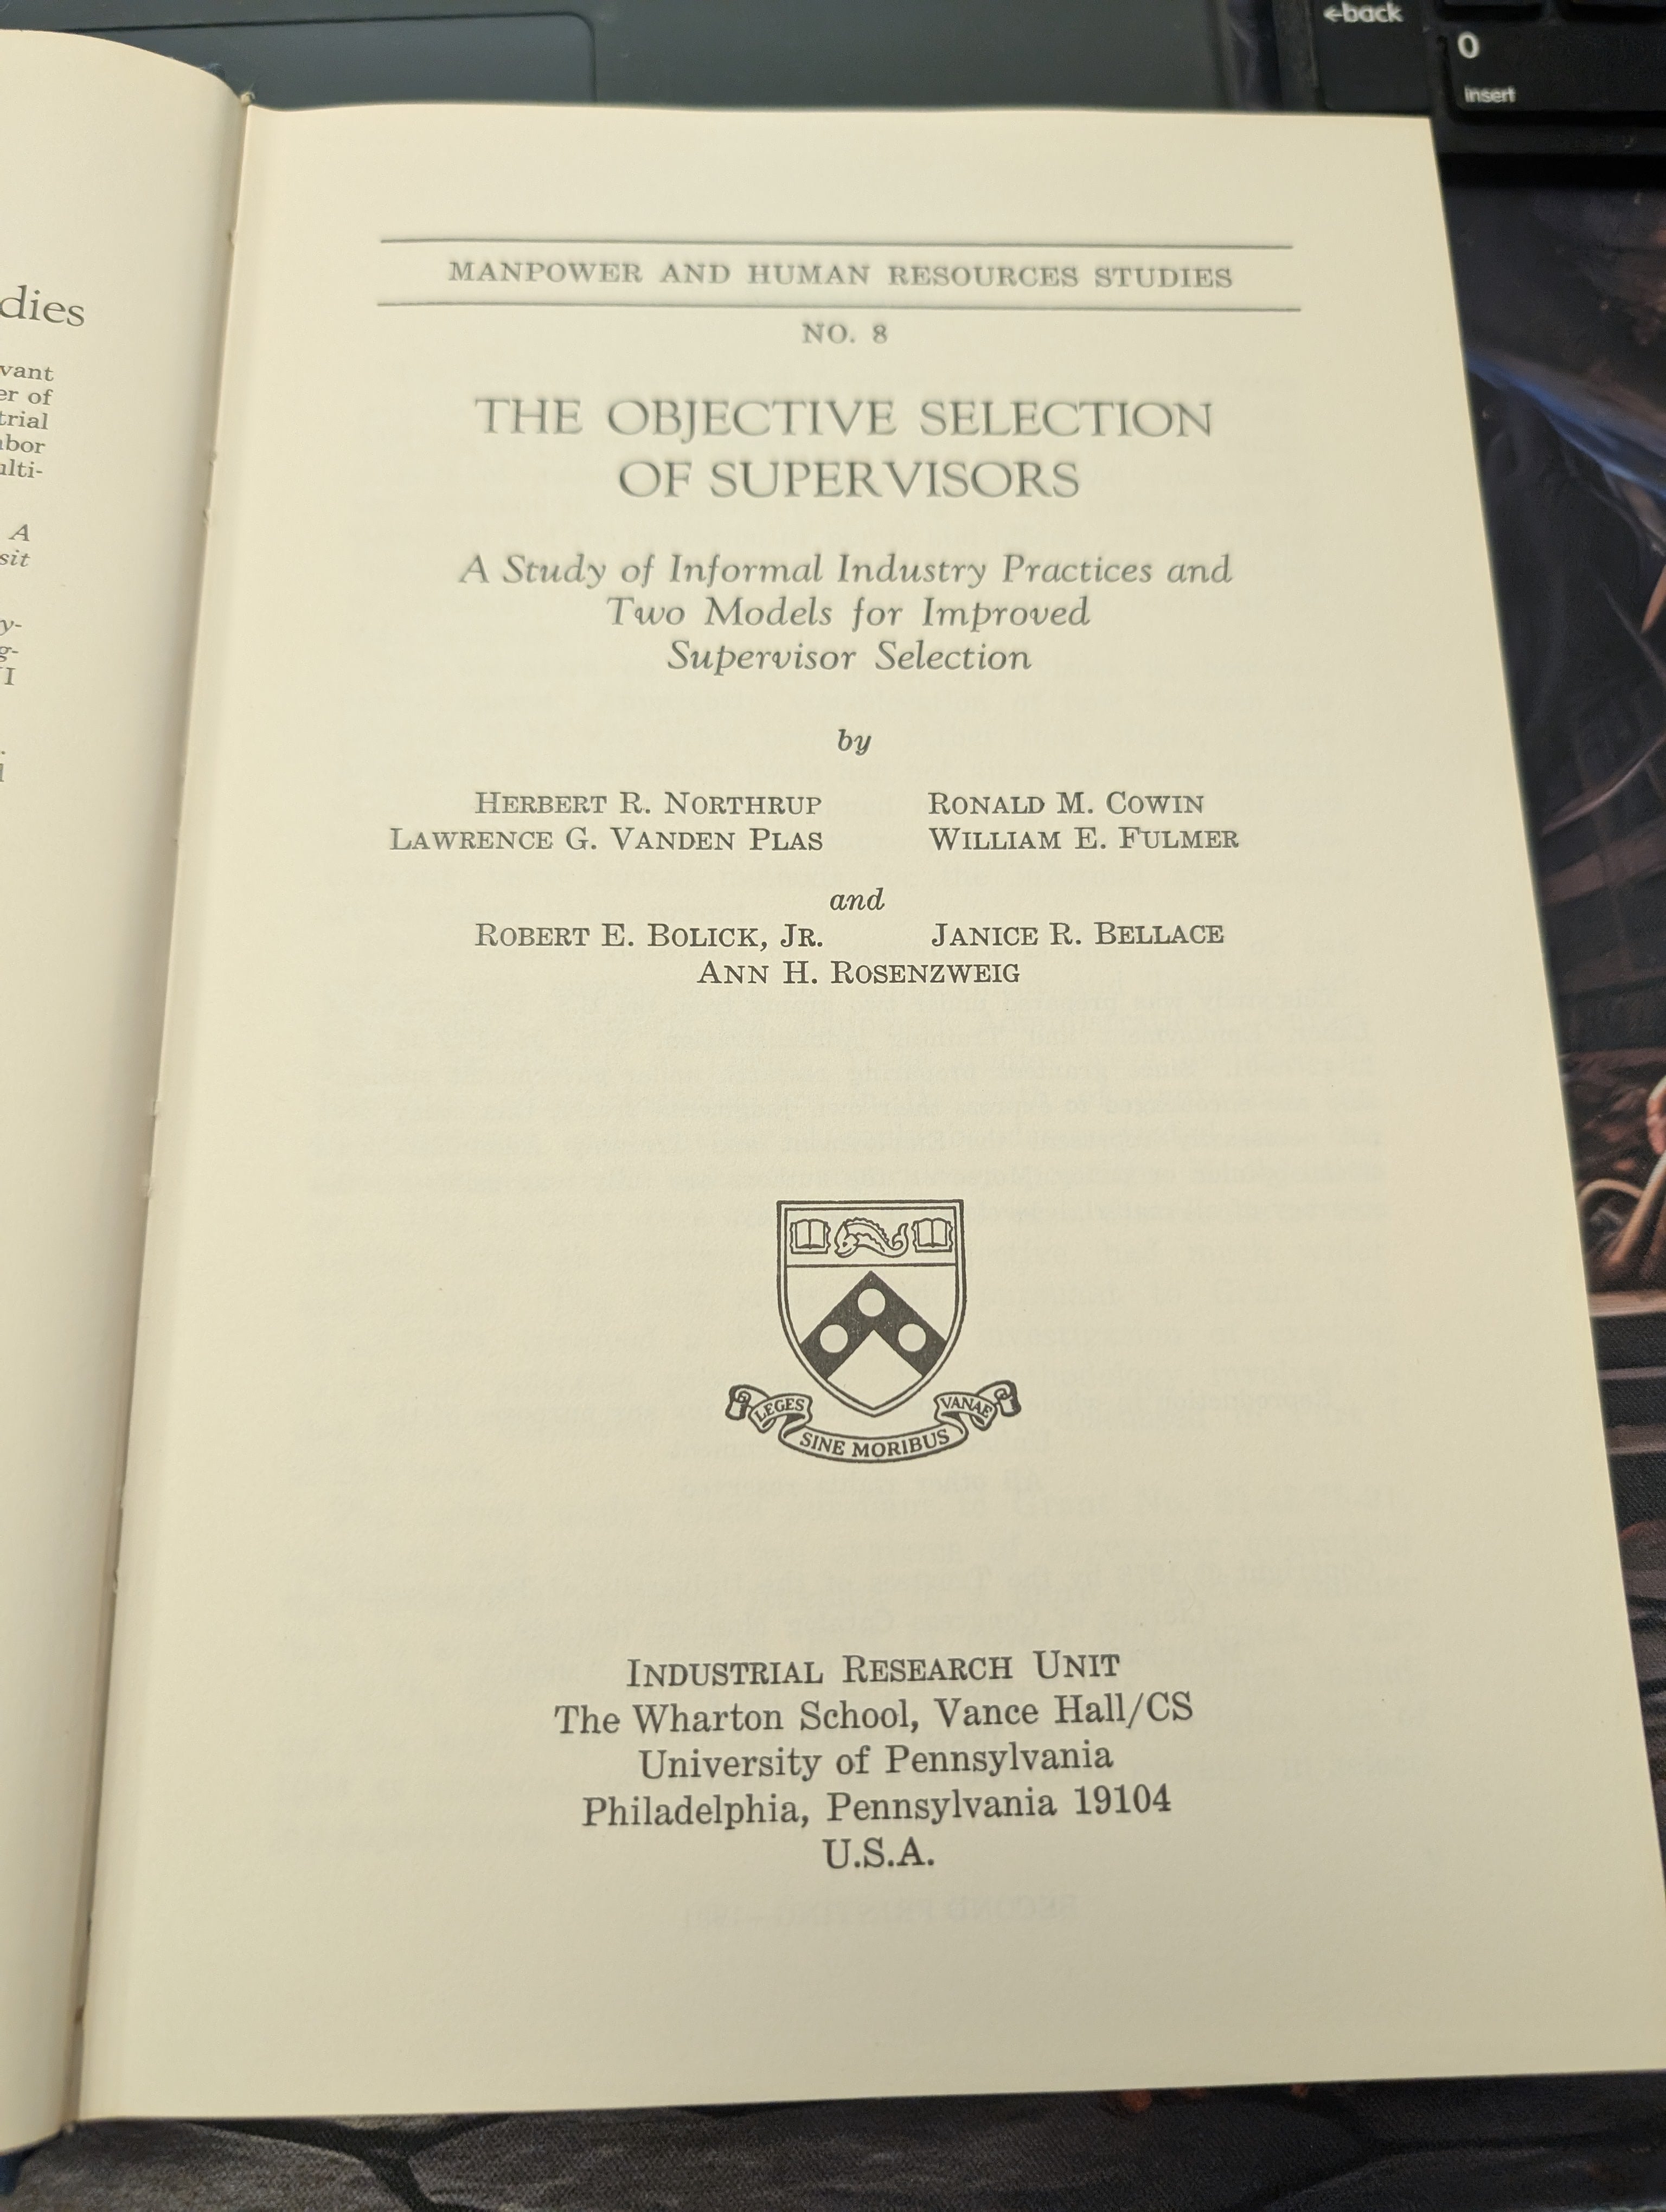 ←back
0
insert
dies
vant
er of
trial
abor
ulti-
A
sit
y-
g-
I
MANPOWER AND HUMAN RESOURCES STUDIES
NO. 8
THE OBJECTIVE SELECTION
OF SUPERVISORS
A Study of Informal Industry Practices and
Two Models for Improved
Supervisor Selection
by
HERBERT R. NORTHRUP RONALD M. COWIN
LAWRENCE G. VANDEN PLAS WILLIAM E. FULMER
and
ROBERT E. BOLICK, JR. JANICE R. BELLACE
ANN H. ROSENZWEIG
LEGES SINE MORIBUS VANAE
INDUSTRIAL RESEARCH UNIT
The Wharton School, Vance Hall/CS
University of Pennsylvania
Philadelphia, Pennsylvania 19104
U.S.A.